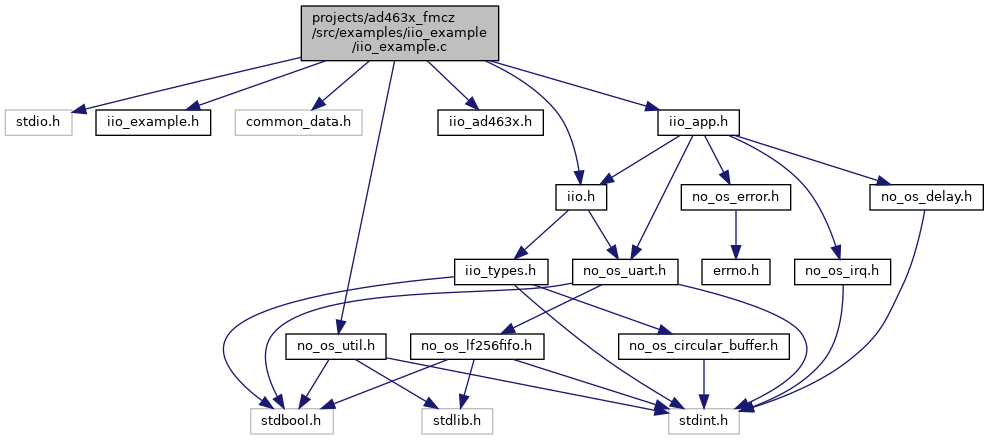 projects/ad463x_fmcz
/src/examples/iio_example
/iio_example.c
stdio.h
iio_example.h
common_data.h
iio_ad463x.h
iio_app.h
iio.h
no_os_error.h
no_os_delay.h
iio_types.h
no_os_uart.h
errno.h
no_os_irq.h
no_os_util.h
no_os_lf256fifo.h
no_os_circular_buffer.h
stdbool.h
stdlib.h
stdint.h